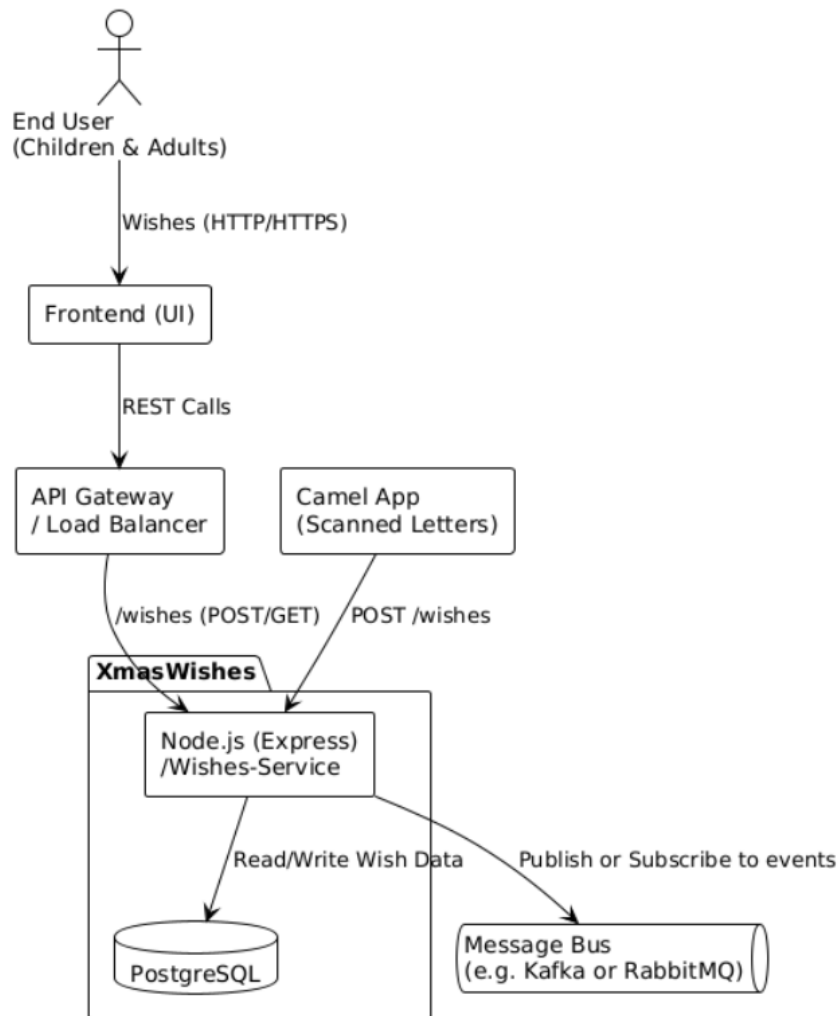 End User
(Children & Adults)
Wishes (HTTP/HTTPS)
Frontend (UI)
REST Calls
API Gateway
/ Load Balancer
Camel App
(Scanned Letters)
/wishes (POST/GET)
POST /wishes
XmasWishes
Node.js (Express)
/Wishes-Service
Read/Write Wish Data
Publish or Subscribe to events
PostgreSQL
Message Bus
(e.g. Kafka or RabbitMQ)